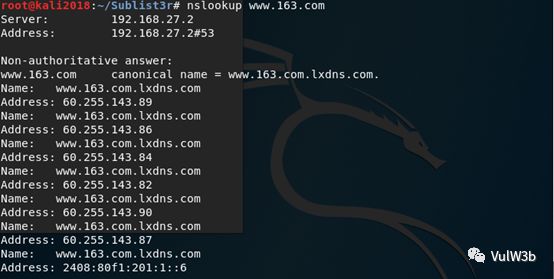 root@kali2018:~/Sublist3r# nslookup www.163.com
Server:         192.168.27.2
Address:        192.168.27.2#53

Non-authoritative answer:
www.163.com     canonical name = www.163.com.lxdns.com.
Name:   www.163.com.lxdns.com
Address: 60.255.143.89
Name:   www.163.com.lxdns.com
Address: 60.255.143.86
Name:   www.163.com.lxdns.com
Address: 60.255.143.84
Name:   www.163.com.lxdns.com
Address: 60.255.143.82
Name:   www.163.com.lxdns.com
Address: 60.255.143.90
Name:   www.163.com.lxdns.com
Address: 60.255.143.87
Name:   www.163.com.lxdns.com
Address: 2408:80f1:201:1::6
VulW3b